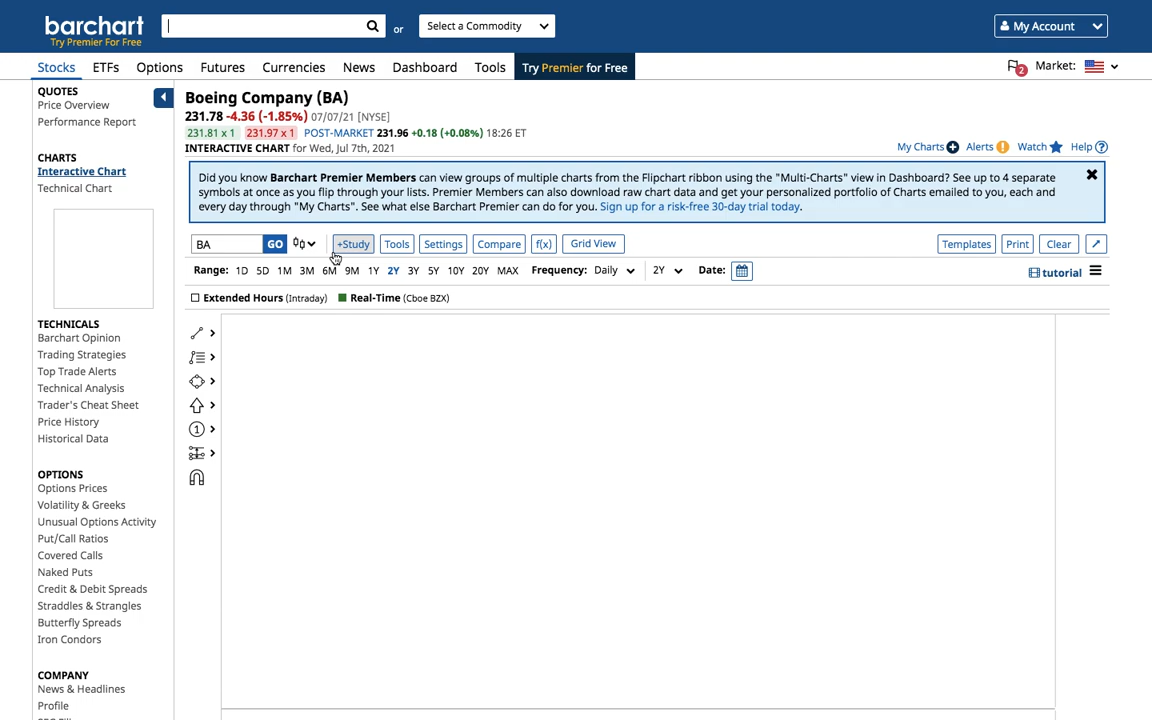 barchart
Try Premier For Free
or
Select a Commodity
My Account
Stocks ETFs Options Futures Currencies News Dashboard Tools Try Premier for Free
2 Market:
QUOTES
Price Overview
Performance Report
CHARTS
Interactive Chart
Technical Chart
TECHNICALS
Barchart Opinion
Trading Strategies
Top Trade Alerts
Technical Analysis
Trader's Cheat Sheet
Price History
Historical Data
OPTIONS
Options Prices
Volatility & Greeks
Unusual Options Activity
Put/Call Ratios
Covered Calls
Naked Puts
Credit & Debit Spreads
Straddles & Strangles
Butterfly Spreads
Iron Condors
COMPANY
News & Headlines
Profile
Boeing Company (BA)
231.78 -4.36 (-1.85%) 07/07/21 [NYSE]
231.81 x 1 231.97 x 1 POST-MARKET 231.96 +0.18 (+0.08%) 18:26 ET
INTERACTIVE CHART for Wed, Jul 7th, 2021
My Charts Alerts Watch Help
Did you know Barchart Premier Members can view groups of multiple charts from the Flipchart ribbon using the "Multi-Charts" view in Dashboard? See up to 4 separate
symbols at once as you flip through your lists. Premier Members can also download raw chart data and get your personalized portfolio of Charts emailed to you, each and
every day through "My Charts". See what else Barchart Premier can do for you. Sign up for a risk-free 30-day trial today.
BA GO +Study Tools Settings Compare f(x) Grid View Templates Print Clear
Range: 1D 5D 1M 3M 6M 9M 1Y 2Y 3Y 5Y 10Y 20Y MAX Frequency: Daily 2Y Date: tutorial
Extended Hours (Intraday) Real-Time (Cboe BZX)
1